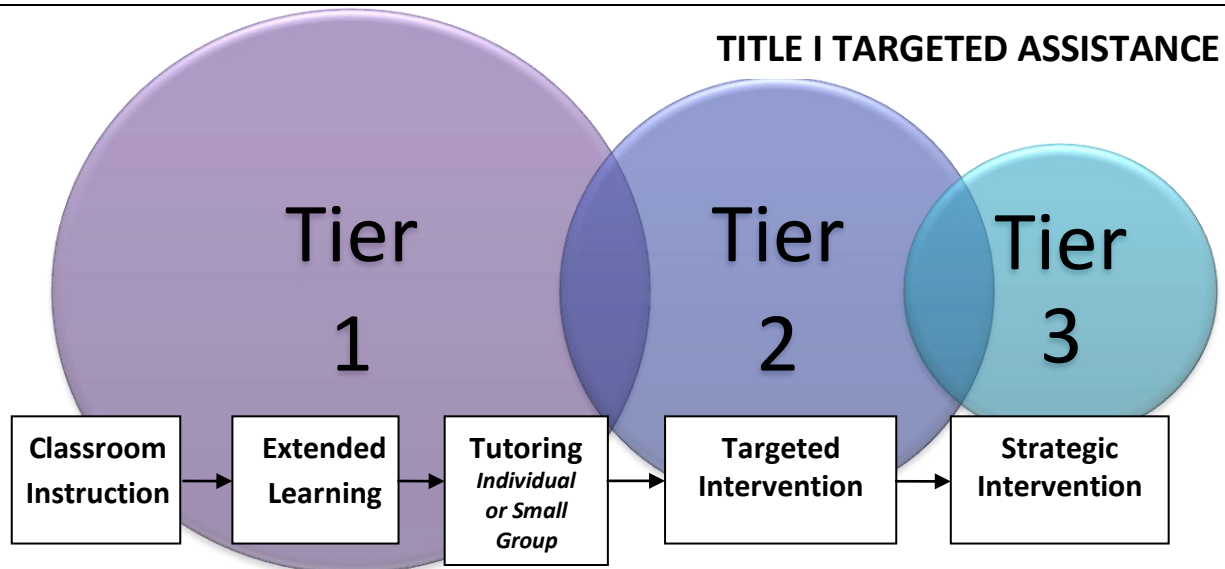 TITLE I TARGETED ASSISTANCE
Tier
1
Tier
2
Tier
3
Classroom
Instruction
Extended
Learning
Tutoring
Individual
or Small
Group
Targeted
Intervention
Strategic
Intervention